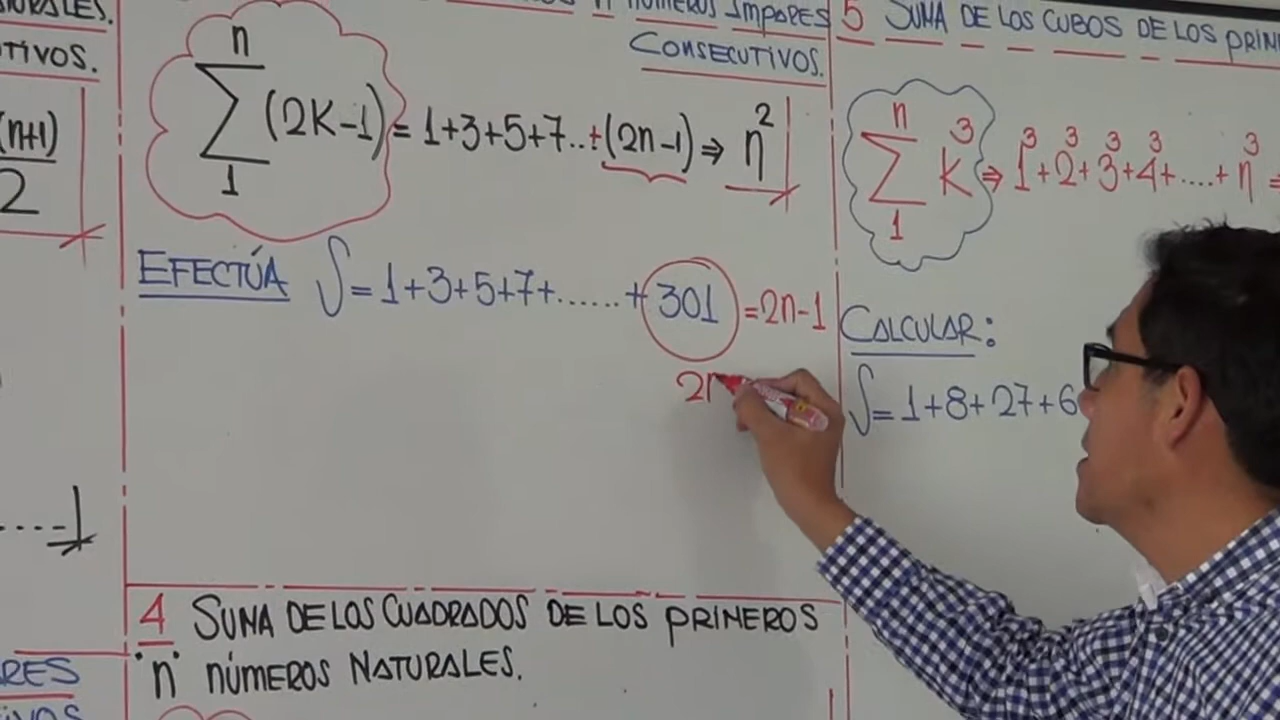 TIVOS.
(n+1)
2
n NÚMEROS IMPARES
CONSECUTIVOS.
n
∑ (2K-1) = 1+3+5+7..+(2n-1) ⇒ n²
1
EFECTÚA S=1+3+5+7+......+301 =2n-1
2n
4 SUMA DE LOS CUADRADOS DE LOS PRIMEROS
"n" NÚMEROS NATURALES.
5 SUMA DE LOS CUBOS DE LOS
n
∑ K³ ⇒ 1³+2³+3³+4³+....+n³ =
1
CALCULAR:
S=1+8+27+6